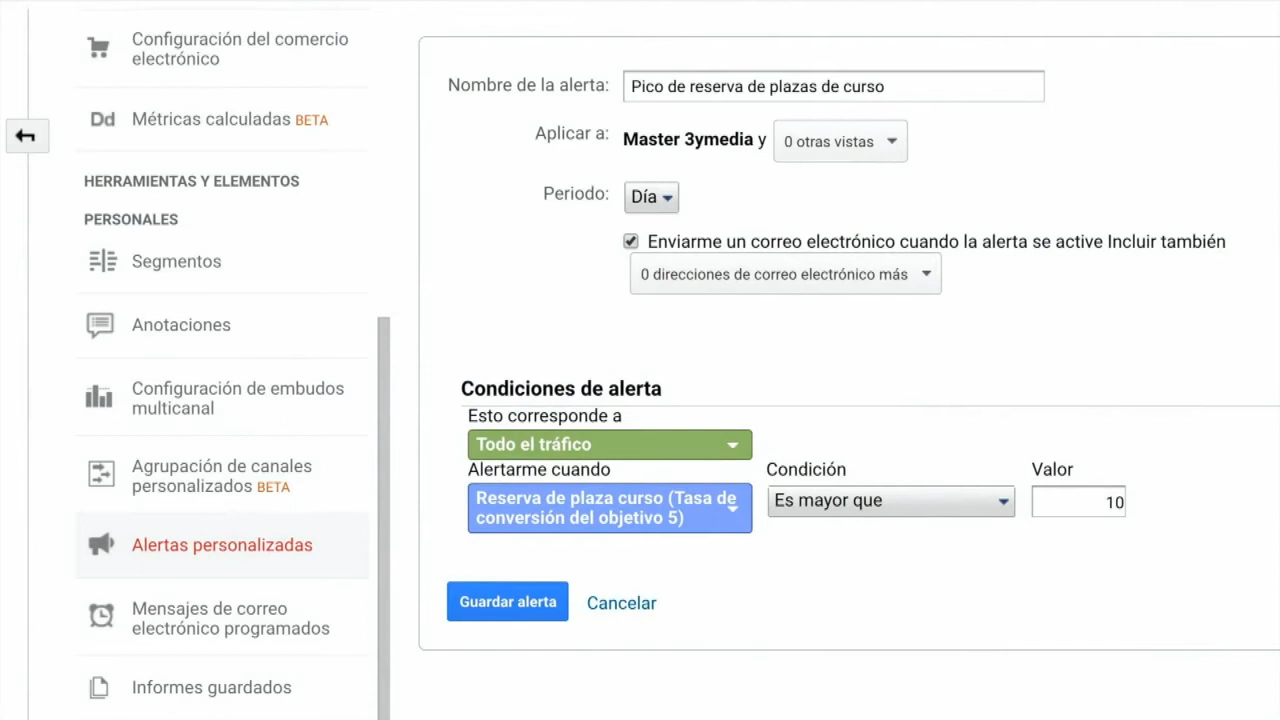 Configuración del comercio
electrónico
Dd Métricas calculadas BETA
HERRAMIENTAS Y ELEMENTOS
PERSONALES
Segmentos
Anotaciones
Configuración de embudos
multicanal
Agrupación de canales
personalizados BETA
Alertas personalizadas
Mensajes de correo
electrónico programados
Informes guardados
Nombre de la alerta: Pico de reserva de plazas de curso
Aplicar a: Master 3ymedia y 0 otras vistas
Periodo: Día
Enviarme un correo electrónico cuando la alerta se active Incluir también
0 direcciones de correo electrónico más
Condiciones de alerta
Esto corresponde a
Todo el tráfico
Alertarme cuando Condición Valor
Reserva de plaza curso (Tasa de
conversión del objetivo 5) Es mayor que 10
Guardar alerta Cancelar